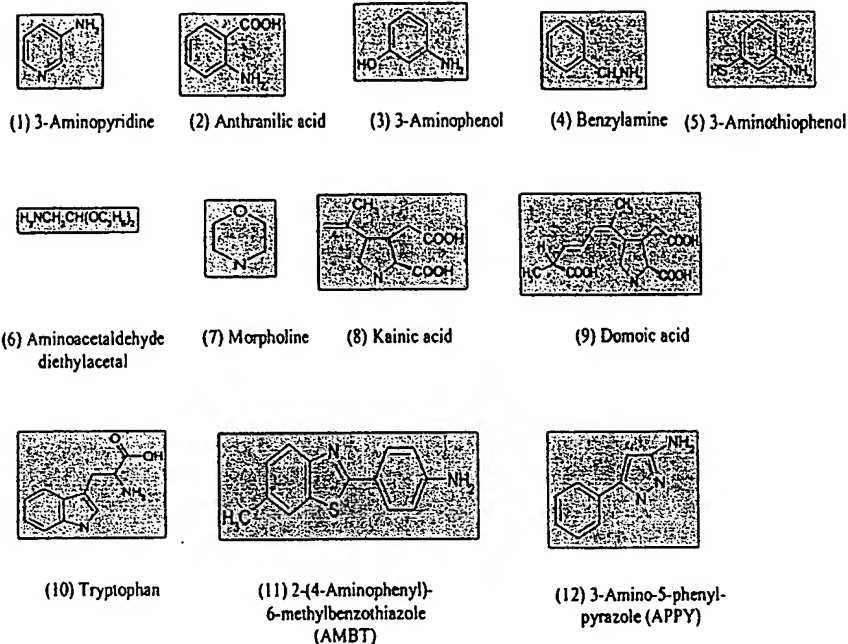 NH2
N
(1) 3-Aminopyridine
COOH
NH2
(2) Anthranilic acid
HO
NH2
(3) 3-Aminophenol
CH2NH2
(4) Benzylamine
HS
NH2
(5) 3-Aminothiophenol
H2NCH2CH(OC2H5)2
(6) Aminoacetaldehyde
diethylacetal
O
N
(7) Morpholine
CH3
COOH
COOH
N
(8) Kainic acid
CH3
COOH
H3C
COOH
COOH
N
(9) Domoic acid
O
OH
NH2
N
(10) Tryptophan
N
NH2
S
H3C
(11) 2-(4-Aminophenyl)-
6-methylbenzothiazole
(AMBT)
NH2
N
N
(12) 3-Amino-5-phenyl-
pyrazole (APPY)